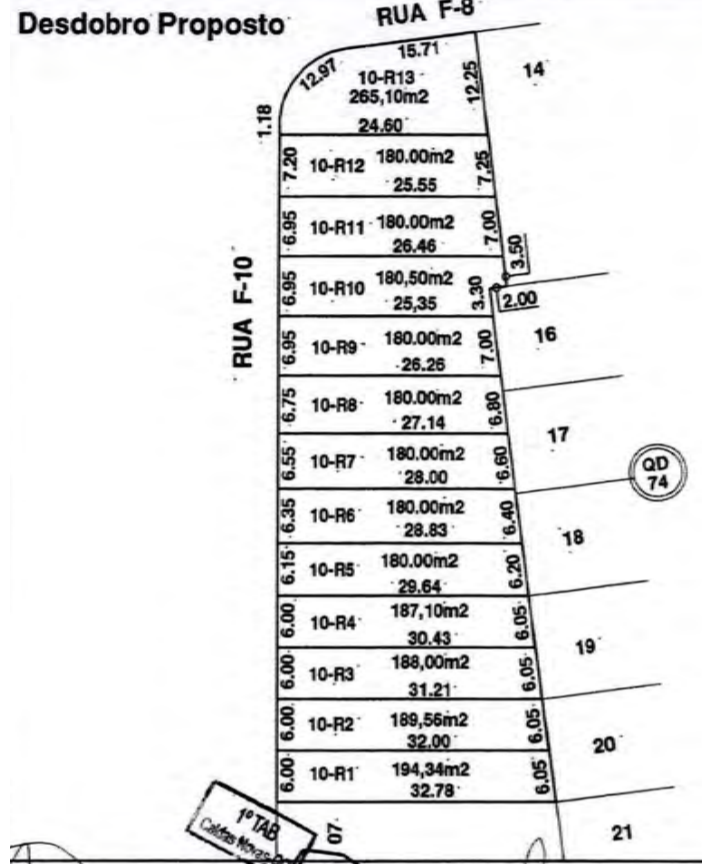 Desdobro Proposto
RUA F-8
15.71
12.97
10-R13
265,10m2
12.25
14
1.18
24.60
7.20
10-R12
180.00m2
25.55
7.25
6.95
10-R11
180.00m2
26.46
7.00
3.50
RUA F-10
6.95
10-R10
180,50m2
25,35
3.30
2.00
6.95
10-R9
180.00m2
26.26
7.00
16
6.75
10-R8
180.00m2
27.14
6.80
17
6.55
10-R7
180.00m2
28.00
6.60
QD
74
6.35
10-R6
180.00m2
28.83
6.40
18
6.15
10-R5
180.00m2
29.64
6.20
6.00
10-R4
187,10m2
30.43
6.05
19
6.00
10-R3
188,00m2
31.21
6.05
6.00
10-R2
189,56m2
32.00
6.05
20
6.00
10-R1
194,34m2
32.78
6.05
1º TAB
Caldas Novas
07
21